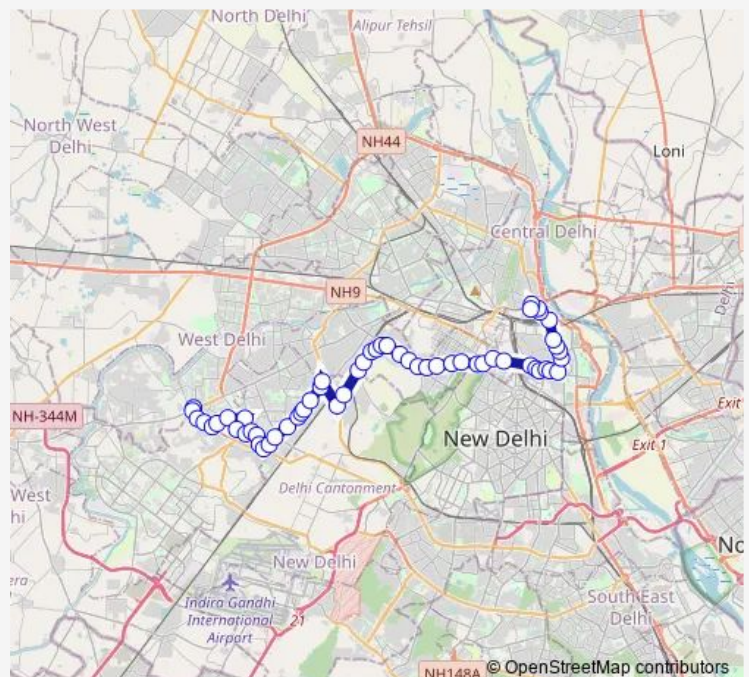 North Delhi
Alipur Tehsil
North West
Delhi
NH44
Loni
Central Delhi
NH9
West Delhi
NH-344M
New Delhi
Exit 1
West
Delhi Cantonment
New Delhi
Indira Gandhi
International
Airport
21
South East
Delhi
NH148A
© OpenStreetMap contributors